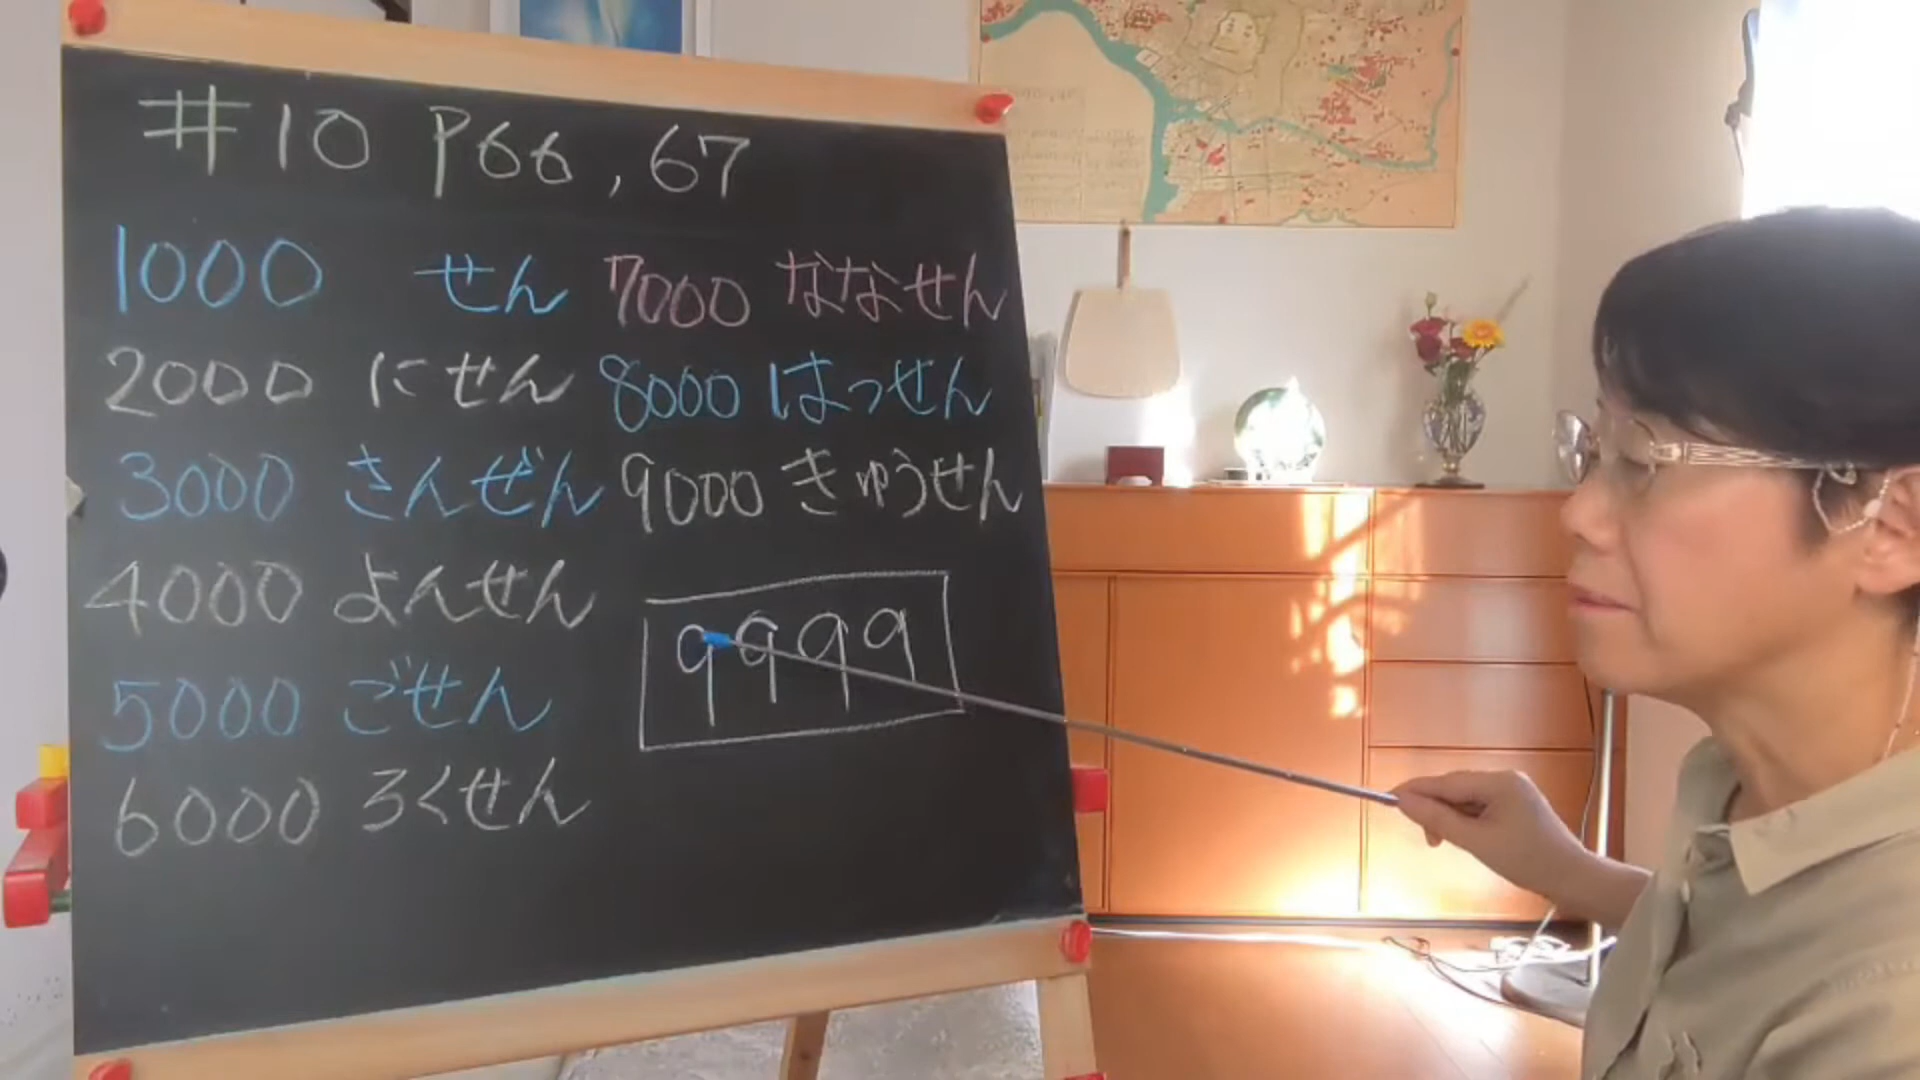 #10 P66, 67
1000 せん
2000 にせん
3000 さんぜん
4000 よんせん
5000 ごせん
6000 ろくせん
7000 ななせん
8000 はっせん
9000 きゅうせん
9999